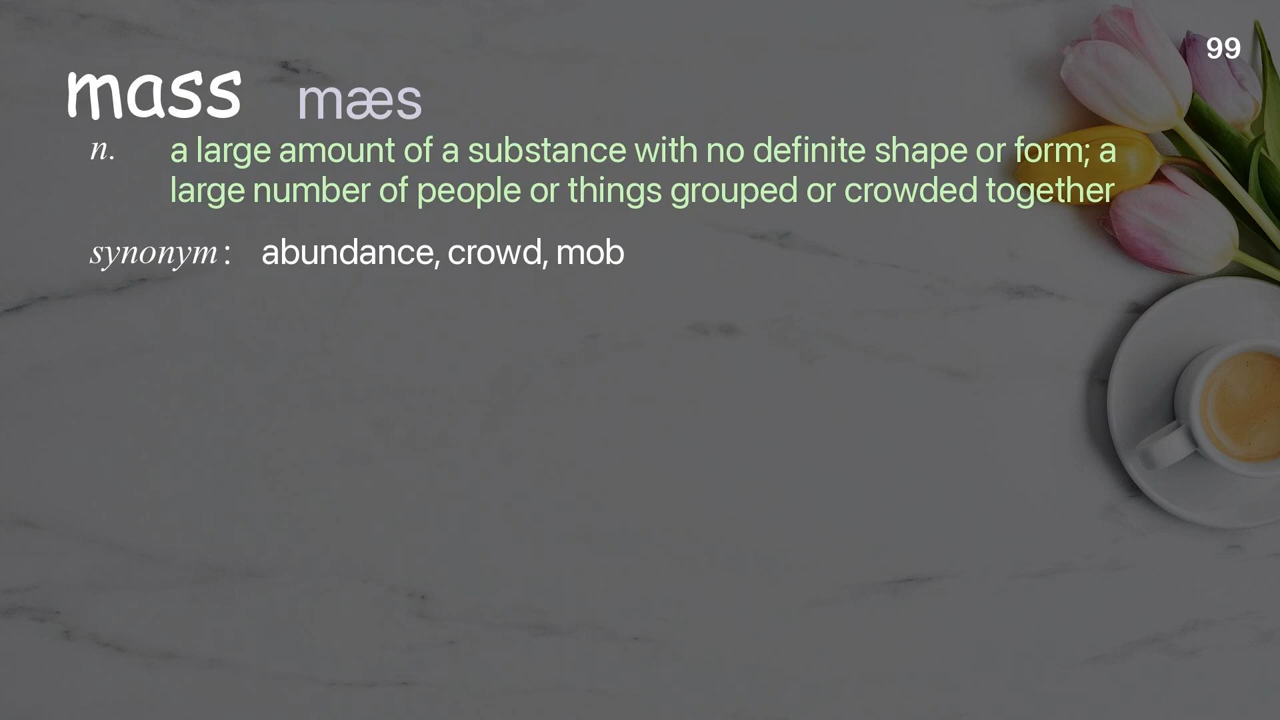 99
mass mæs
n. a large amount of a substance with no definite shape or form; a
large number of people or things grouped or crowded together
synonym: abundance, crowd, mob